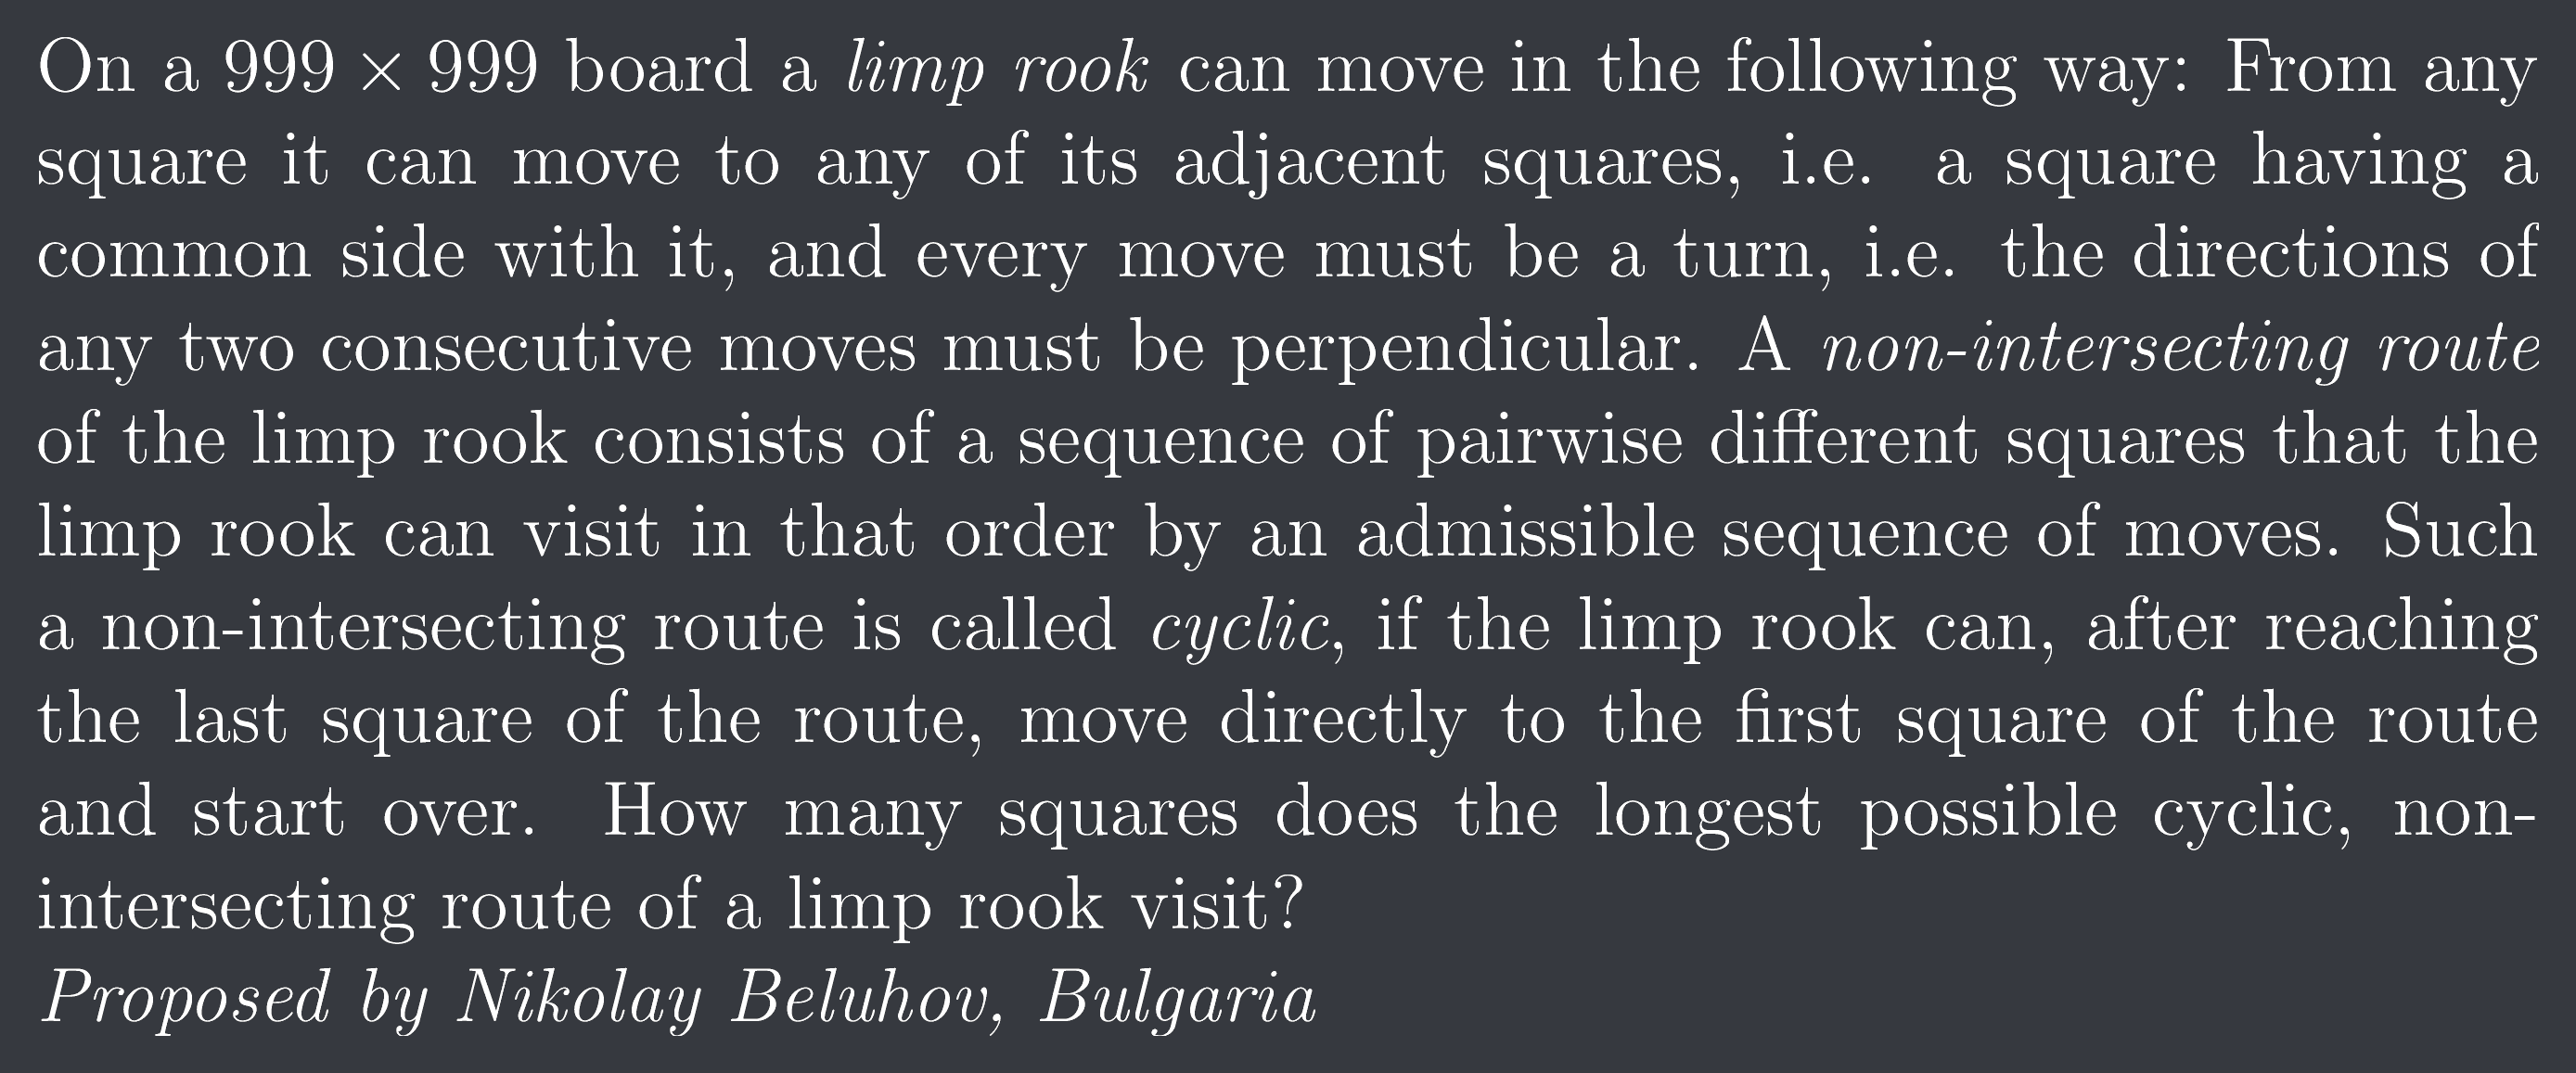 On a 999 × 999 board a limp rook can move in the following way: From any
square it can move to any of its adjacent squares, i.e. a square having a
common side with it, and every move must be a turn, i.e. the directions of
any two consecutive moves must be perpendicular. A non-intersecting route
of the limp rook consists of a sequence of pairwise different squares that the
limp rook can visit in that order by an admissible sequence of moves. Such
a non-intersecting route is called cyclic, if the limp rook can, after reaching
the last square of the route, move directly to the first square of the route
and start over. How many squares does the longest possible cyclic, non-
intersecting route of a limp rook visit?
Proposed by Nikolay Beluhov, Bulgaria